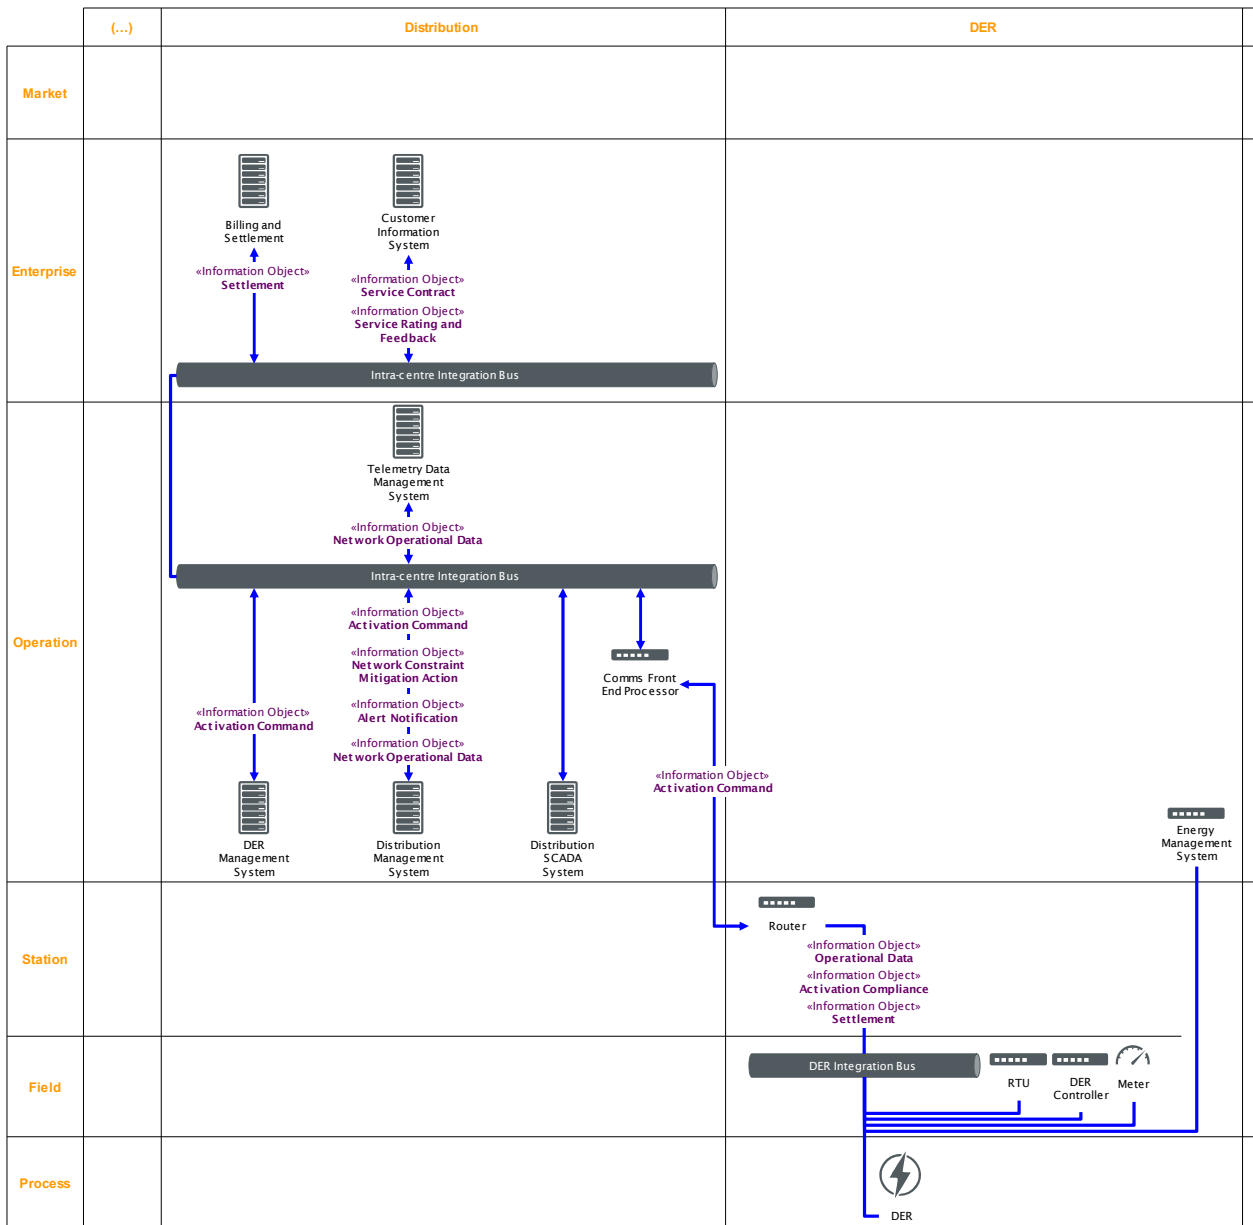 (...)
Distribution
DER
Market
Enterprise
Billing and
Settlement
Customer
Information
System
«Information Object»
Settlement
«Information Object»
Service Contract
«Information Object»
Service Rating and
Feedback
Intra-centre Integration Bus
Operation
Telemetry Data
Management
System
«Information Object»
Network Operational Data
Intra-centre Integration Bus
«Information Object»
Activation Command
«Information Object»
Network Constraint
Mitigation Action
«Information Object»
Alert Notification
«Information Object»
Network Operational Data
«Information Object»
Activation Command
Comms Front
End Processor
«Information Object»
Activation Command
DER
Management
System
Distribution
Management
System
Distribution
SCADA
System
Energy
Management
System
Station
Router
«Information Object»
Operational Data
«Information Object»
Activation Compliance
«Information Object»
Settlement
Field
DER Integration Bus
RTU
DER
Controller
Meter
Process
DER